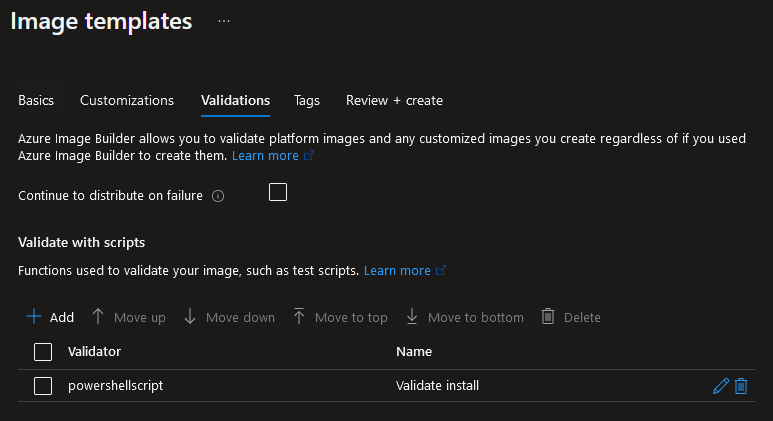 Image templates ...
Basics Customizations Validations Tags Review + create
Azure Image Builder allows you to validate platform images and any customized images you create regardless of if you used
Azure Image Builder to create them. Learn more
Continue to distribute on failure
Validate with scripts
Functions used to validate your image, such as test scripts. Learn more
+ Add Move up Move down Move to top Move to bottom Delete
Validator Name
powershellscript Validate install